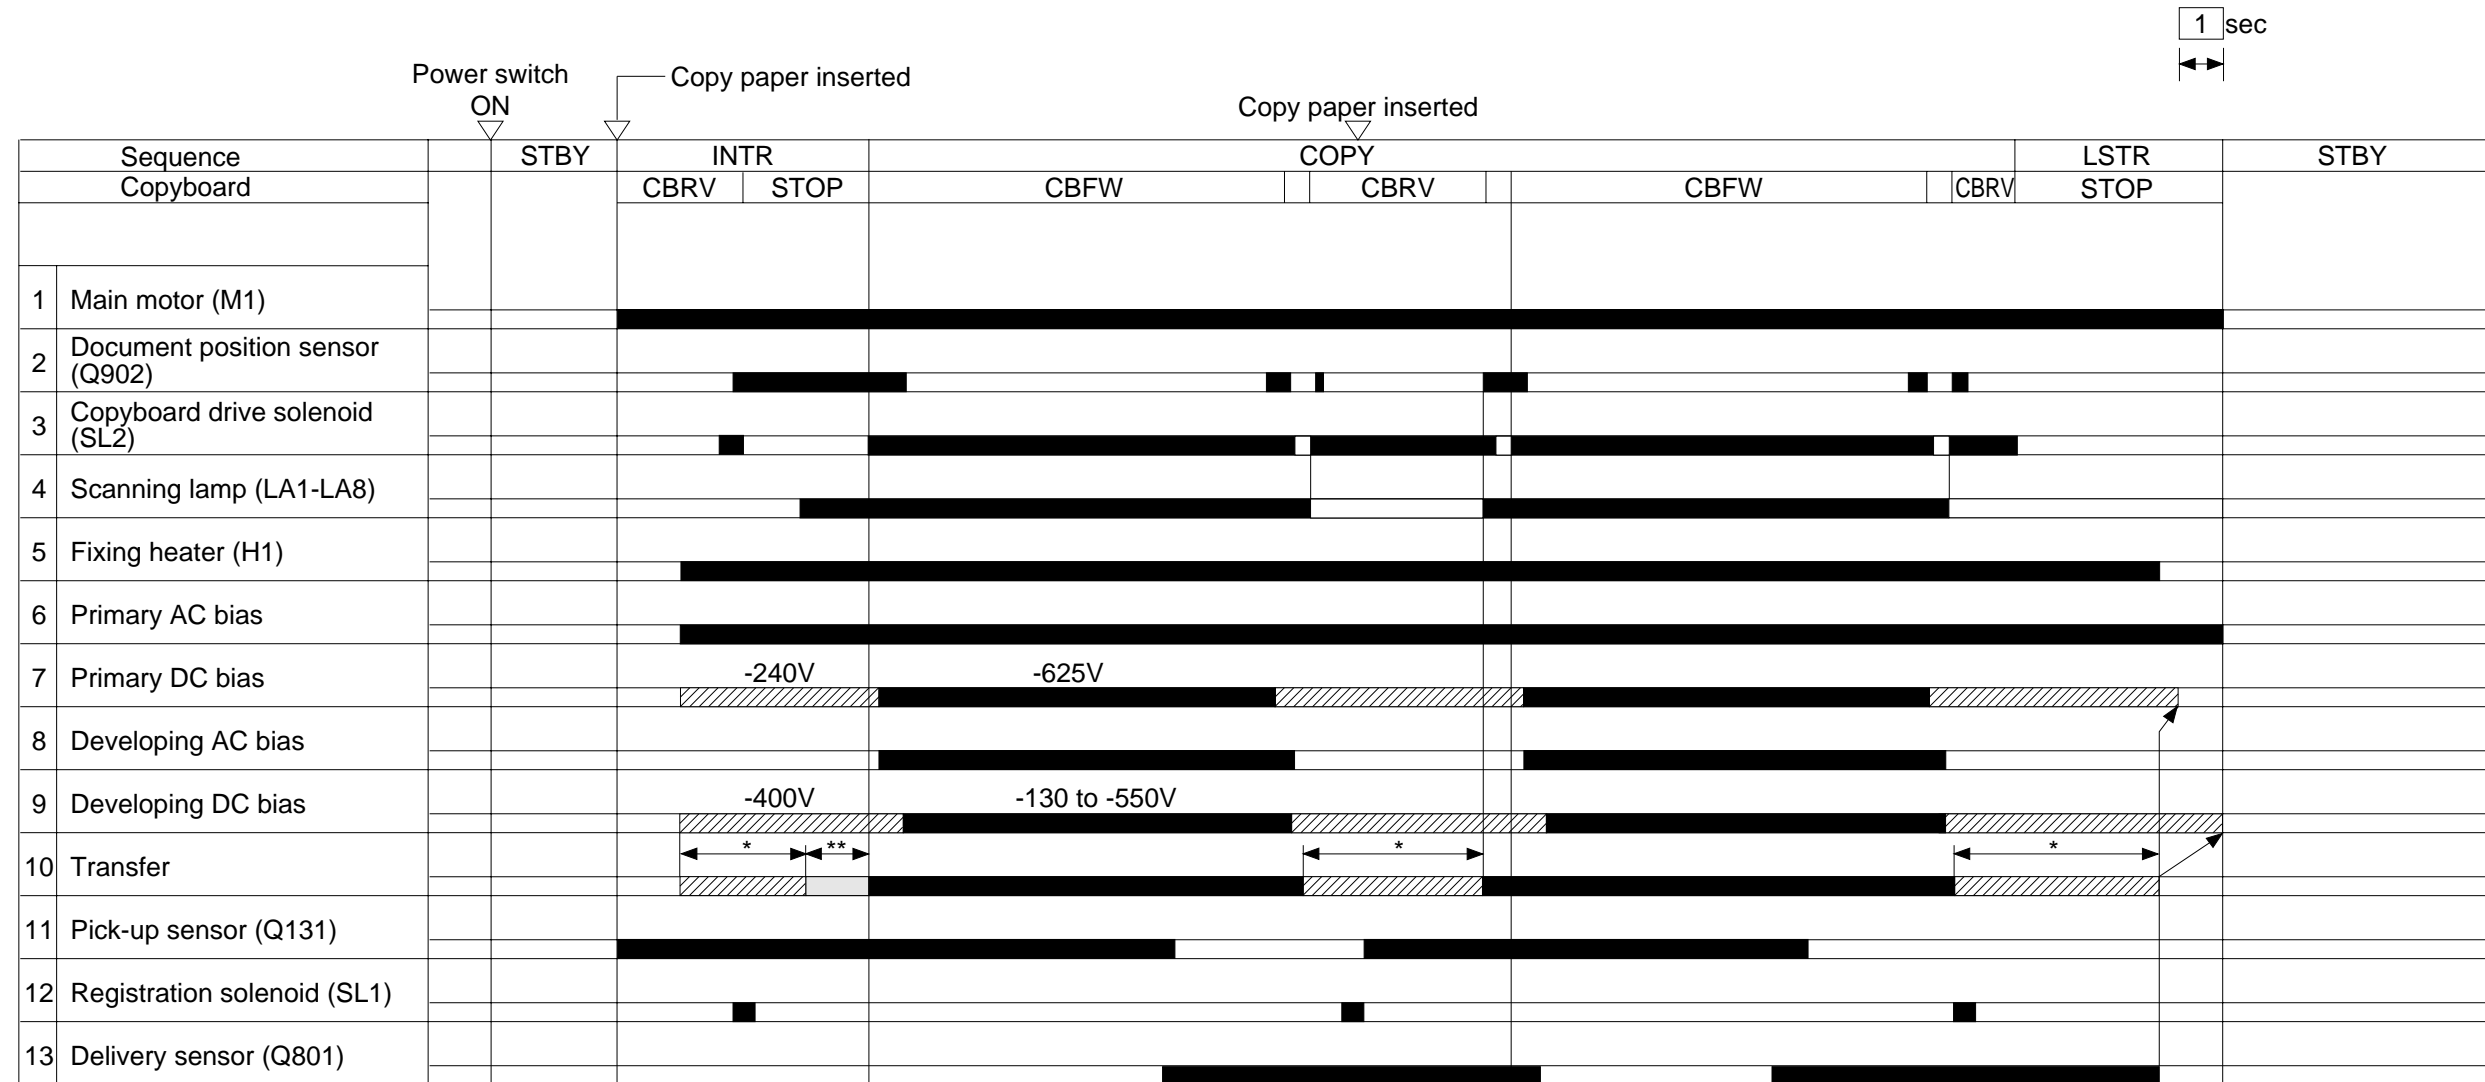 1 sec
Power switch
ON
Copy paper inserted
Copy paper inserted
Sequence STBY INTR COPY LSTR STBY
Copyboard CBRV STOP CBFW CBRV CBFW CBRV STOP
1 Main motor (M1)
2 Document position sensor
(Q902)
3 Copyboard drive solenoid
(SL2)
4 Scanning lamp (LA1-LA8)
5 Fixing heater (H1)
6 Primary AC bias
7 Primary DC bias -240V -625V
8 Developing AC bias
9 Developing DC bias -400V -130 to -550V
10 Transfer * ** * *
11 Pick-up sensor (Q131)
12 Registration solenoid (SL1)
13 Delivery sensor (Q801)